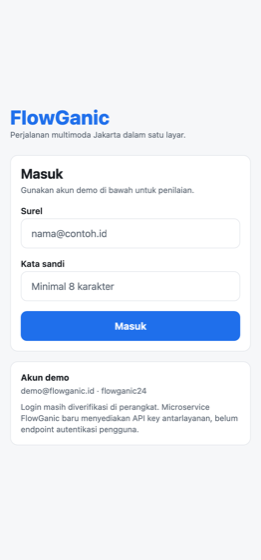 FlowGanic
Perjalanan multimoda Jakarta dalam satu layar.
Masuk
Gunakan akun demo di bawah untuk penilaian.
Surel
nama@contoh.id
Kata sandi
Minimal 8 karakter
Masuk
Akun demo
demo@flowganic.id · flowganic24
Login masih diverifikasi di perangkat. Microservice
FlowGanic baru menyediakan API key antarlayanan, belum
endpoint autentikasi pengguna.